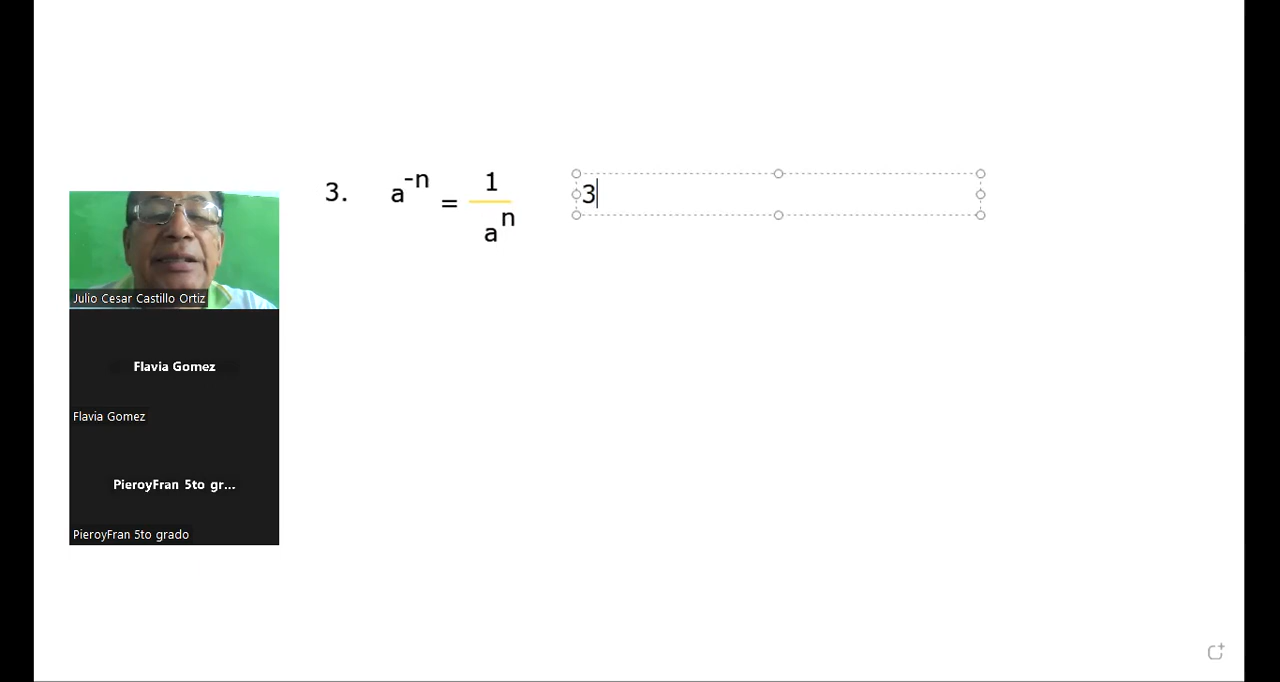 3. a⁻ⁿ = 1
aⁿ
3
Julio Cesar Castillo Ortiz
Flavia Gomez
Flavia Gomez
PieroyFran 5to gr...
PieroyFran 5to grado